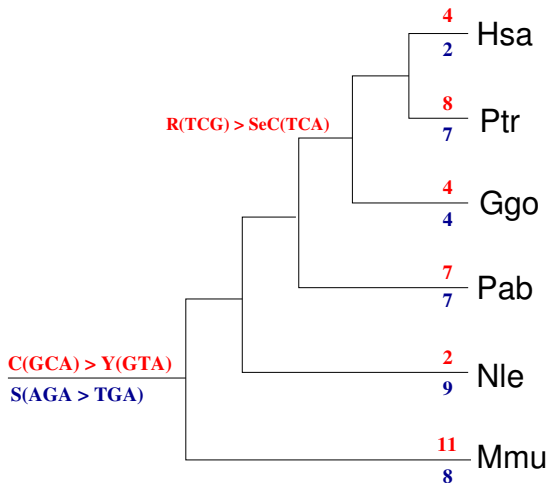 4
Hsa
2
R(TCG) > SeC(TCA)
8
Ptr
7
4
Ggo
4
7
Pab
7
C(GCA) > Y(GTA)
S(AGA > TGA)
2
Nle
9
11
Mmu
8